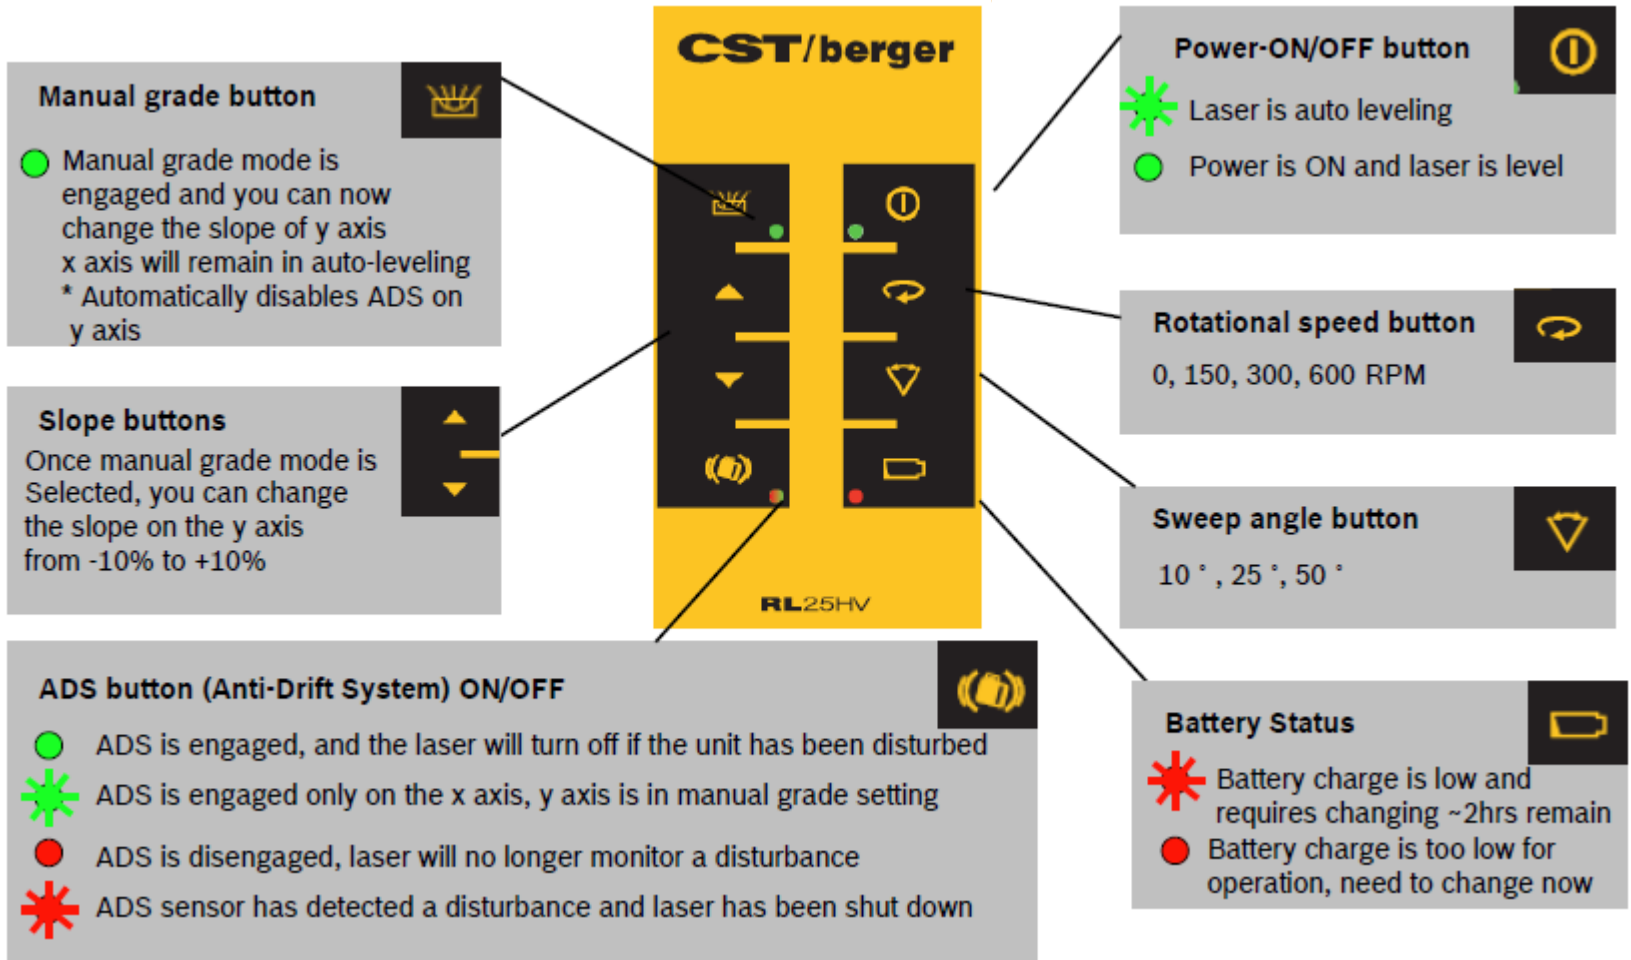 CST/berger
RL25HV
Manual grade button
Manual grade mode is
engaged and you can now
change the slope of y axis
x axis will remain in auto-leveling
* Automatically disables ADS on
y axis
Slope buttons
Once manual grade mode is
Selected, you can change
the slope on the y axis
from -10% to +10%
ADS button (Anti-Drift System) ON/OFF
ADS is engaged, and the laser will turn off if the unit has been disturbed
ADS is engaged only on the x axis, y axis is in manual grade setting
ADS is disengaged, laser will no longer monitor a disturbance
ADS sensor has detected a disturbance and laser has been shut down
Power-ON/OFF button
Laser is auto leveling
Power is ON and laser is level
Rotational speed button
0, 150, 300, 600 RPM
Sweep angle button
10 ° , 25 °, 50 °
Battery Status
Battery charge is low and
requires changing ~2hrs remain
Battery charge is too low for
operation, need to change now